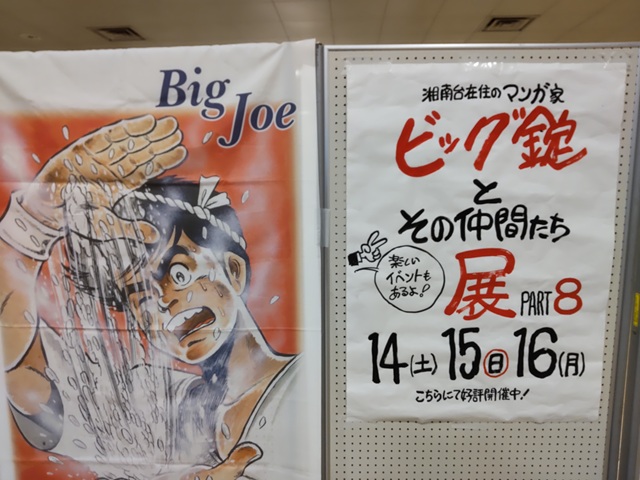 Big
Joe
湘南台在住のマンガ家
ビッグ錠
と
その仲間たち
楽しい
イベントも
あるよ!
展 PART 8
14(土) 15(日) 16(月)
こちらにて好評開催中!